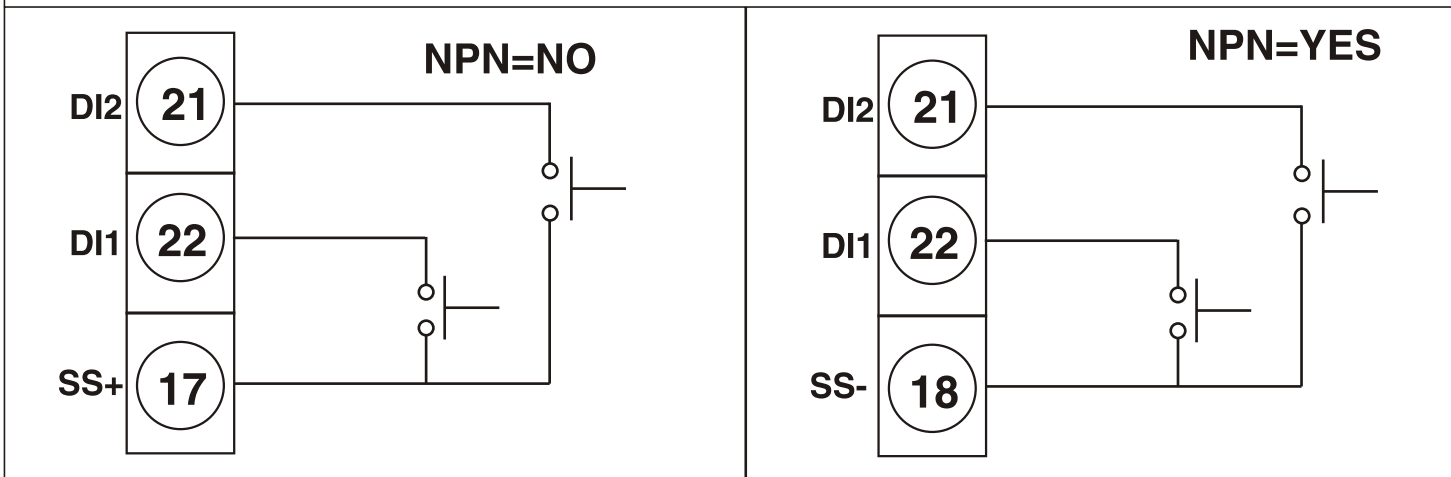 NPN=NO
DI2 21
DI1 22
SS+ 17
NPN=YES
DI2 21
DI1 22
SS- 18